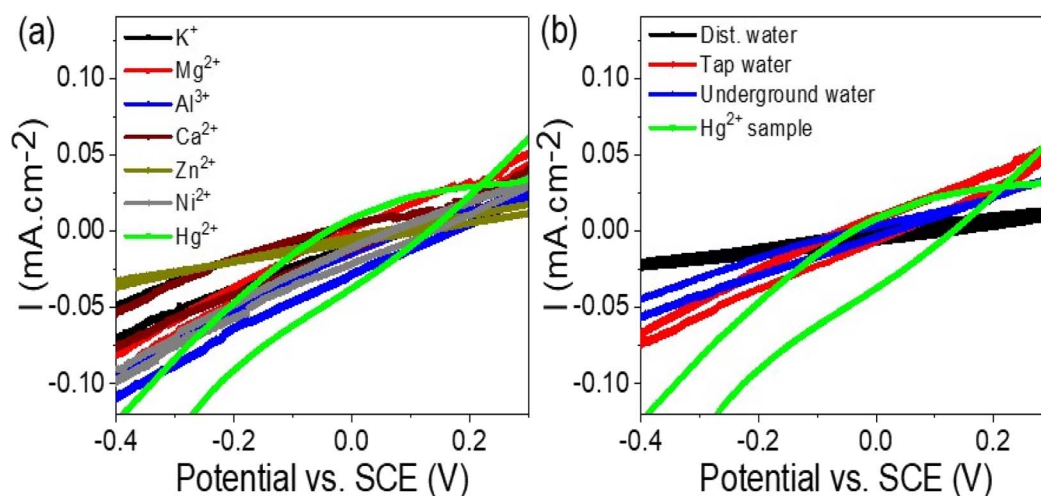 (a)
K⁺
Mg²⁺
Al³⁺
Ca²⁺
Zn²⁺
Ni²⁺
Hg²⁺
0.10
0.05
0.00
-0.05
-0.10
I (mA.cm-2)
-0.4
-0.2
0.0
0.2
Potential vs. SCE (V)
(b)
Dist. water
Tap water
Underground water
Hg²⁺ sample
0.10
0.05
0.00
-0.05
-0.10
I (mA.cm-2)
-0.4
-0.2
0.0
0.2
Potential vs. SCE (V)